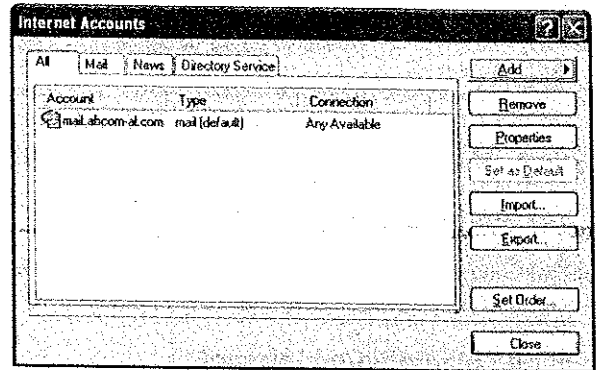 Internet Accounts
All Mail News Directory Service
Account Type Connection
mail.abcom-al.com mail (default) Any Available
Add
Remove
Properties
Set as Default
Import...
Export...
Set Order...
Close